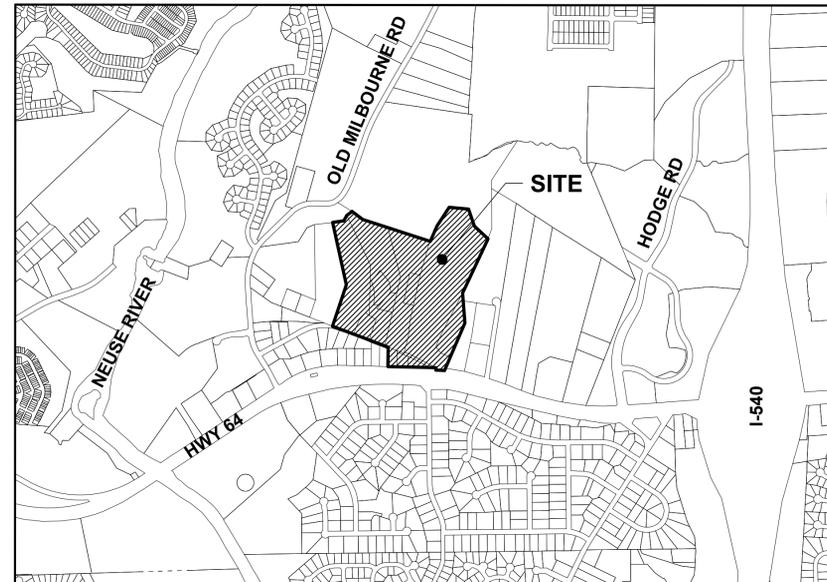 OLD MILBOURNE RD
SITE
HODGE RD
NEUSE RIVER
HWY 64
I-540